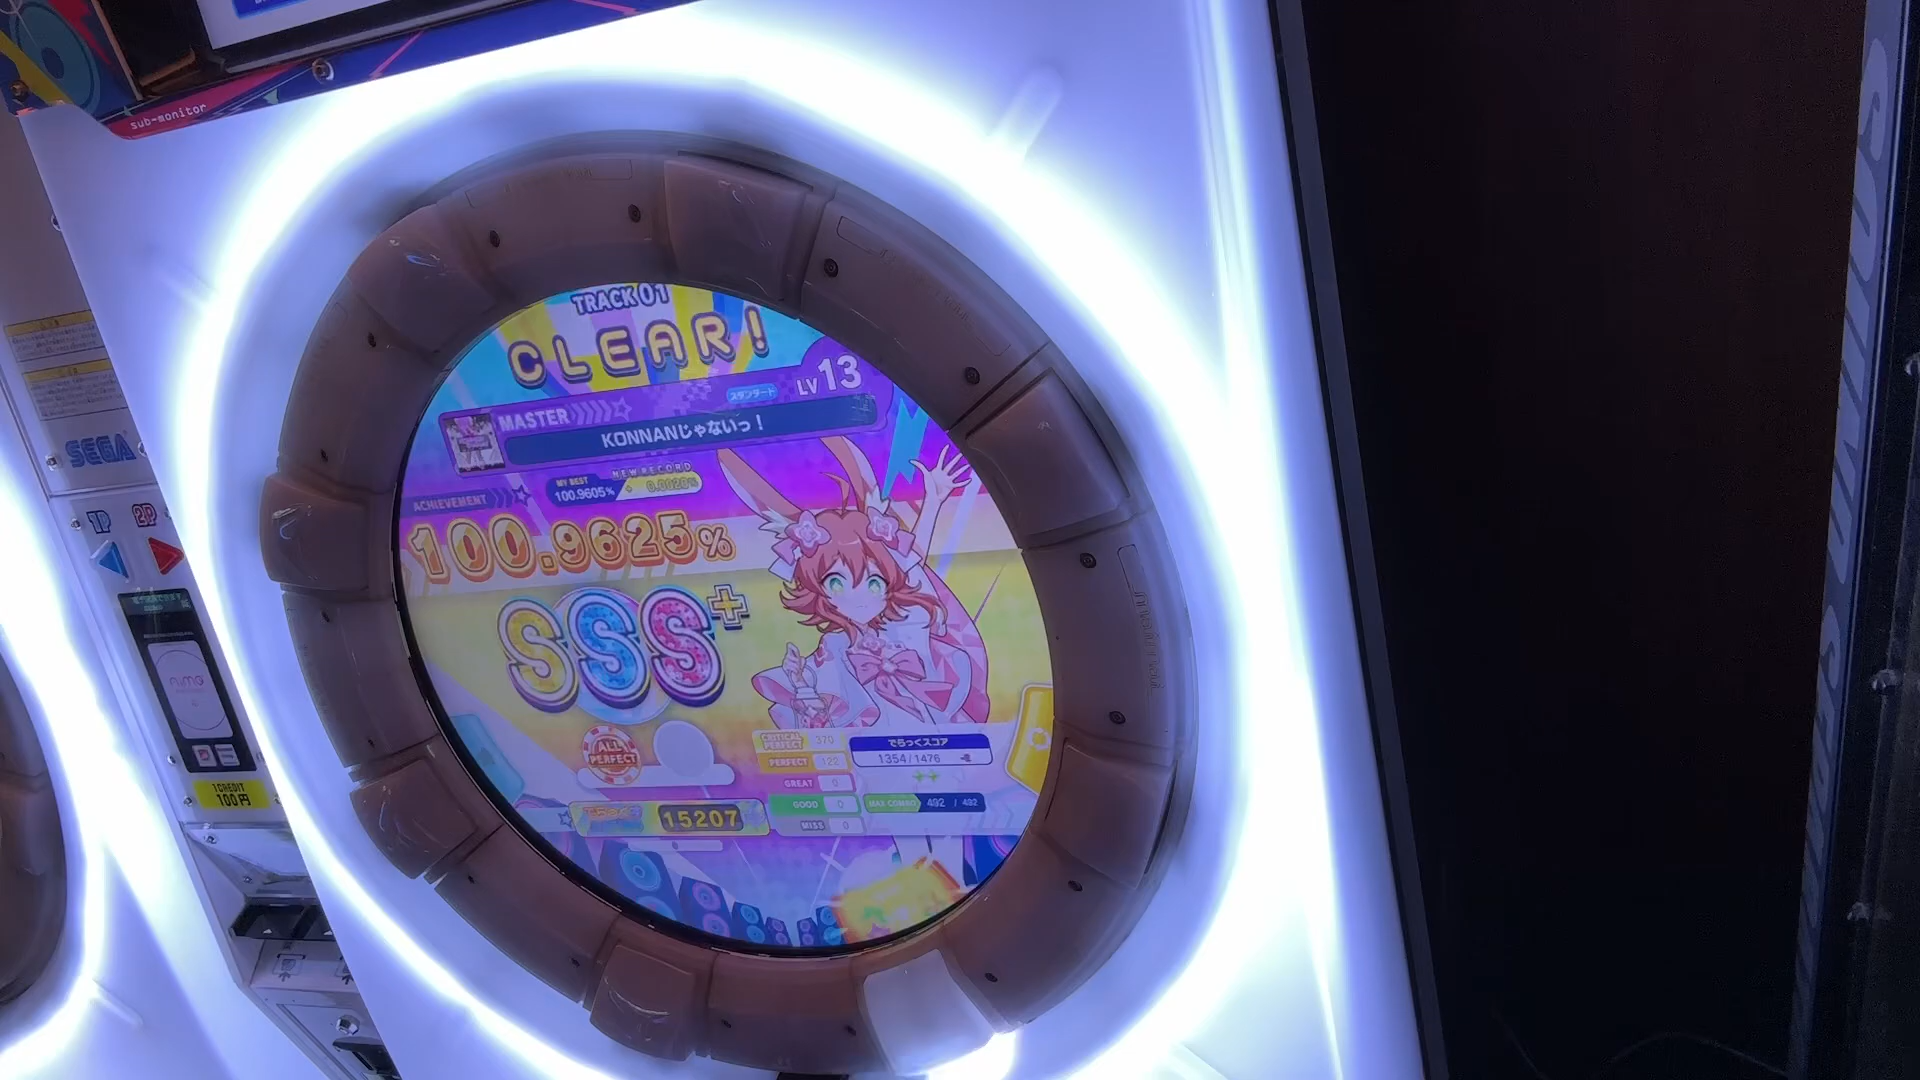 sub-monitor
TRACK 01
CLEAR!
LV 13
MASTER
スタンダード
KONNANじゃないっ！
NEW RECORD
MY BEST
100.9605%
+ 0.0020%
ACHIEVEMENT
100.9625%
SSS+
ALL PERFECT
CRITICAL PERFECT 370
PERFECT 122
GREAT 0
GOOD 0
MISS 0
でらっくスコア
1354/1476
MAX COMBO 492 / 492
15207
SEGA
1P 2P
1CREDIT
100円